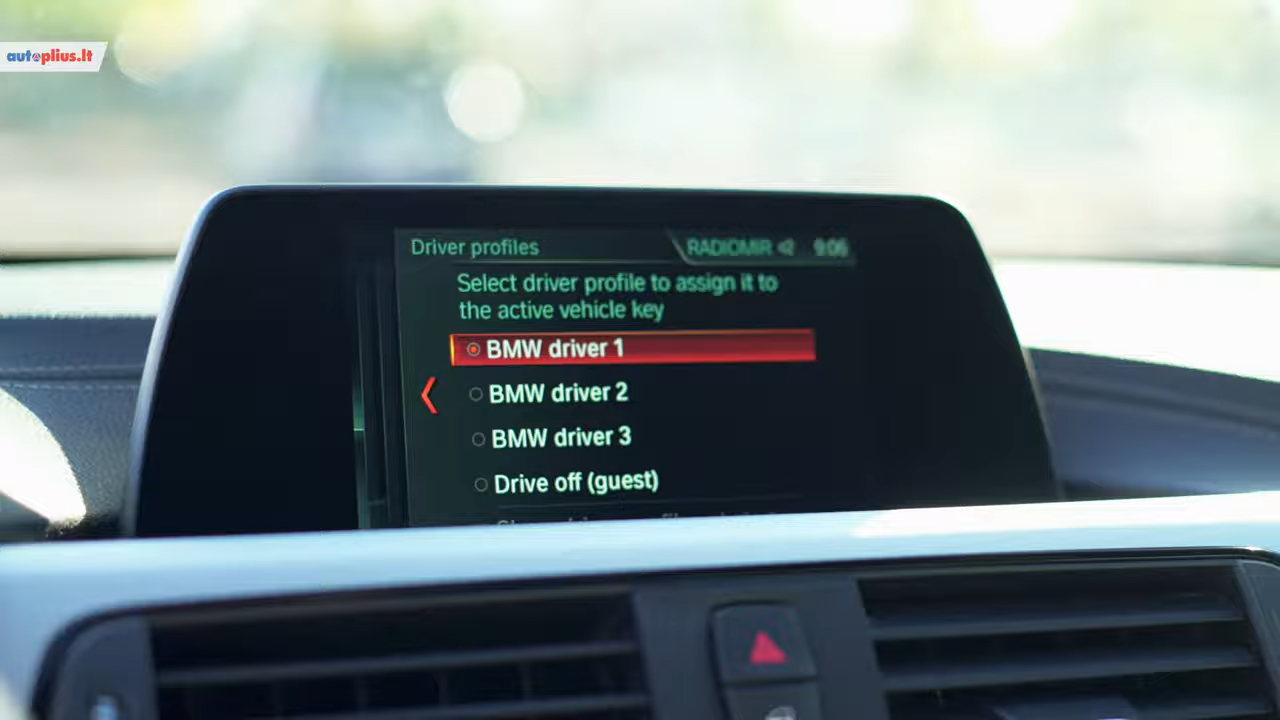 autoplius.lt
Driver profiles
RADIOMIR 9:06
Select driver profile to assign it to
the active vehicle key
BMW driver 1
BMW driver 2
BMW driver 3
Drive off (guest)